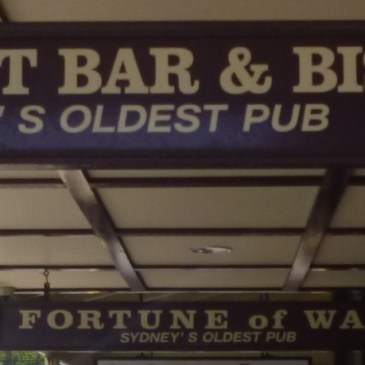 T BAR & BIS
'S OLDEST PUB
FORTUNE of WA
SYDNEY'S OLDEST PUB